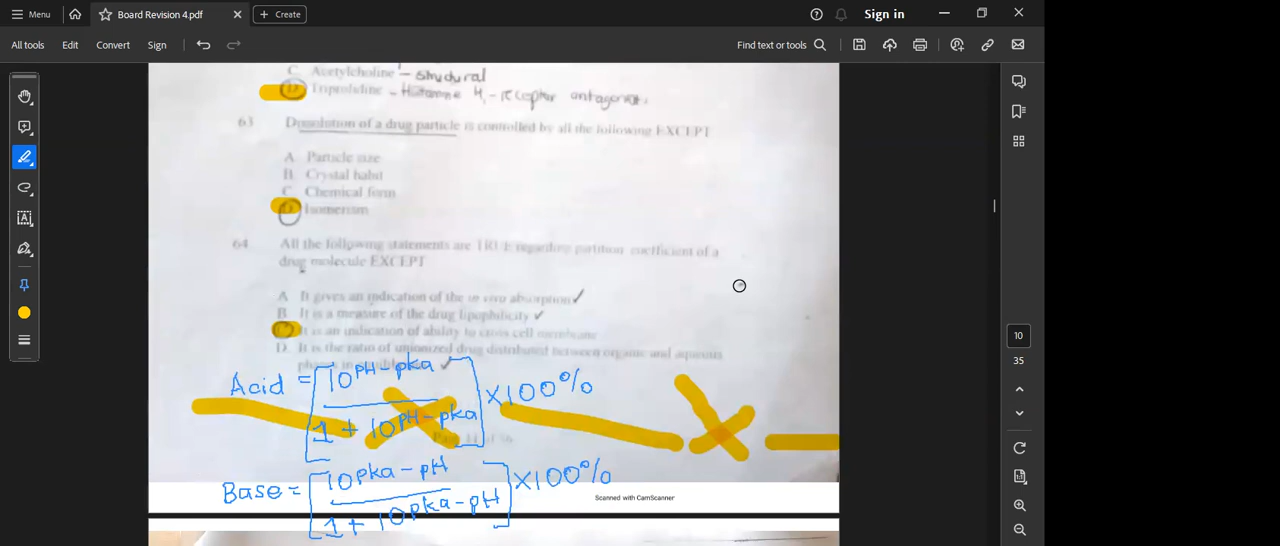 Menu
Board Revision 4.pdf
Create
Sign in
All tools Edit Convert Sign
Find text or tools
C. Acetylcholine - structural
D. Triprolidine - Histamine H1 - receptor antagonist
63 Dissolution of a drug particle is controlled by all the following EXCEPT
A Particle size
B. Crystal habit
C. Chemical form
Isomerism
64. All the following statements are TRUE regarding partition coefficient of a
drug molecule EXCEPT
A It gives an indication of the in vivo absorption ✓
B. It is a measure of the drug lipophilicity ✓
It is an indication of ability to cross cell membrane
D. It is the ratio of unionized drug distributed between organic and aqueous
✓
Acid = [10^pH-pka / 1 + 10^pH-pka] × 100%
Base = [10^pka-pH / 1 + 10^pka-pH] × 100%
Scanned with CamScanner
10
35